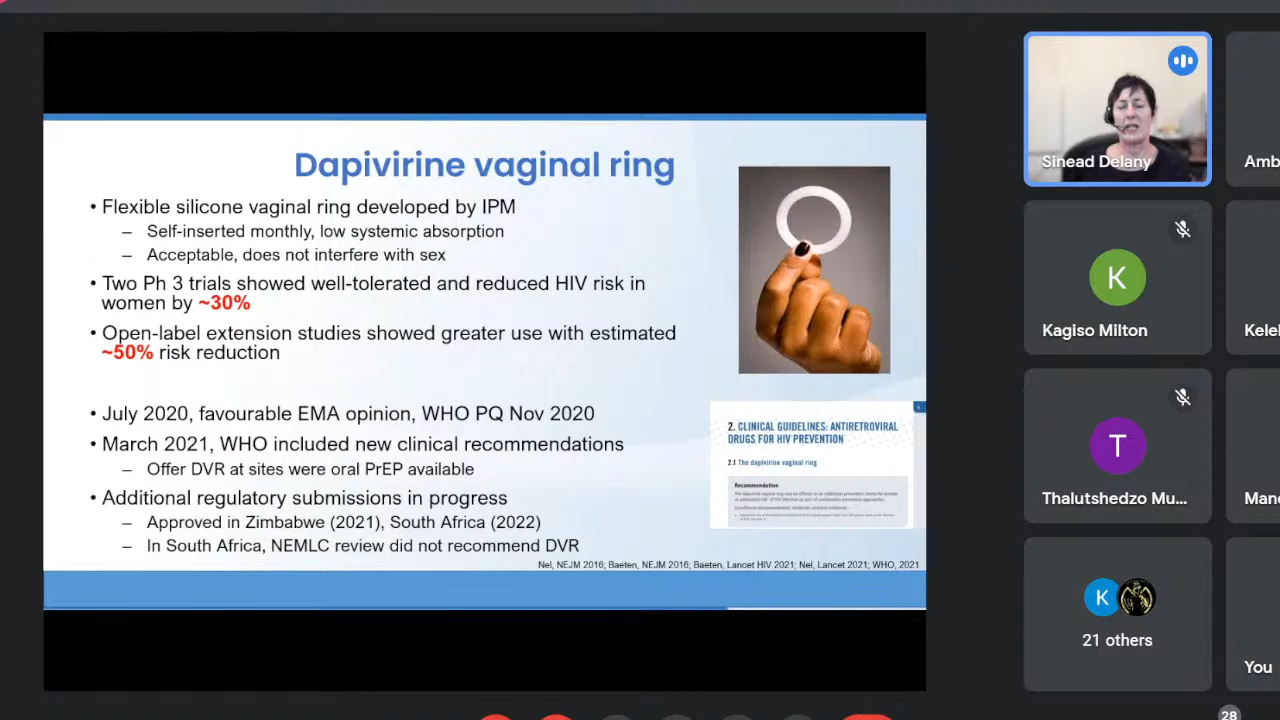 Dapivirine vaginal ring
• Flexible silicone vaginal ring developed by IPM
– Self-inserted monthly, low systemic absorption
– Acceptable, does not interfere with sex
• Two Ph 3 trials showed well-tolerated and reduced HIV risk in
women by ~30%
• Open-label extension studies showed greater use with estimated
~50% risk reduction
• July 2020, favourable EMA opinion, WHO PQ Nov 2020
• March 2021, WHO included new clinical recommendations
– Offer DVR at sites were oral PrEP available
• Additional regulatory submissions in progress
– Approved in Zimbabwe (2021), South Africa (2022)
– In South Africa, NEMLC review did not recommend DVR
2. CLINICAL GUIDELINES: ANTIRETROVIRAL
DRUGS FOR HIV PREVENTION
2.1 The dapivirine vaginal ring
Recommendation
Nel, NEJM 2016; Baeten, NEJM 2016; Baeten, Lancet HIV 2021; Nel, Lancet 2021; WHO, 2021
Sinead Delany
Amb
K
Kagiso Milton
Kelel
T
Thalutshedzo Mu...
Mano
K
21 others
You
28